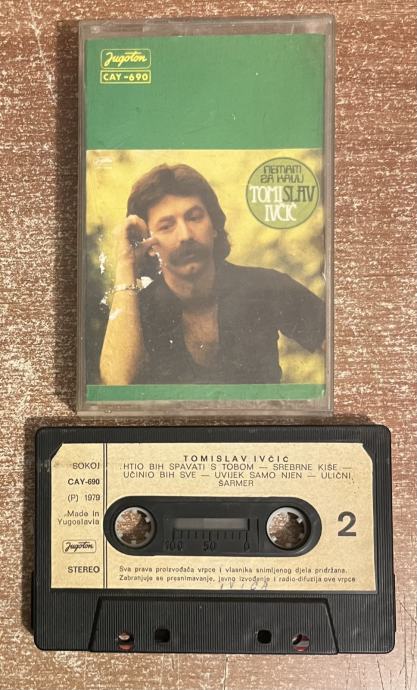 Jugoton
CAY-690
NEMAM
ZA KAVU
TOMISLAV
IVČIĆ
TOMISLAV IVČIĆ
HTIO BIH SPAVATI S TOBOM — SREBRNE KIŠE —
UČINIO BIH SVE — UVIJEK SAMO NJEN — ULIČNI
ŠARMER
SOKOJ
CAY-690
(P) 1979
Made in
Yugoslavia
Jugoton
STEREO
2
100 50 0
Sva prava proizvođača vrpce i vlasnika snimljenog djela pridržana.
Zabranjuje se presnimavanje, javno izvođenje i radio-difuzija ove vrpce